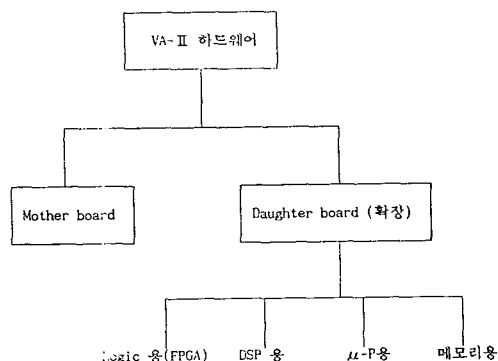 VA-Ⅱ 하드웨어
Mother board
Daughter board (확장)
Logic 용(FPGA) DSP 용 μ-P용 메모리용